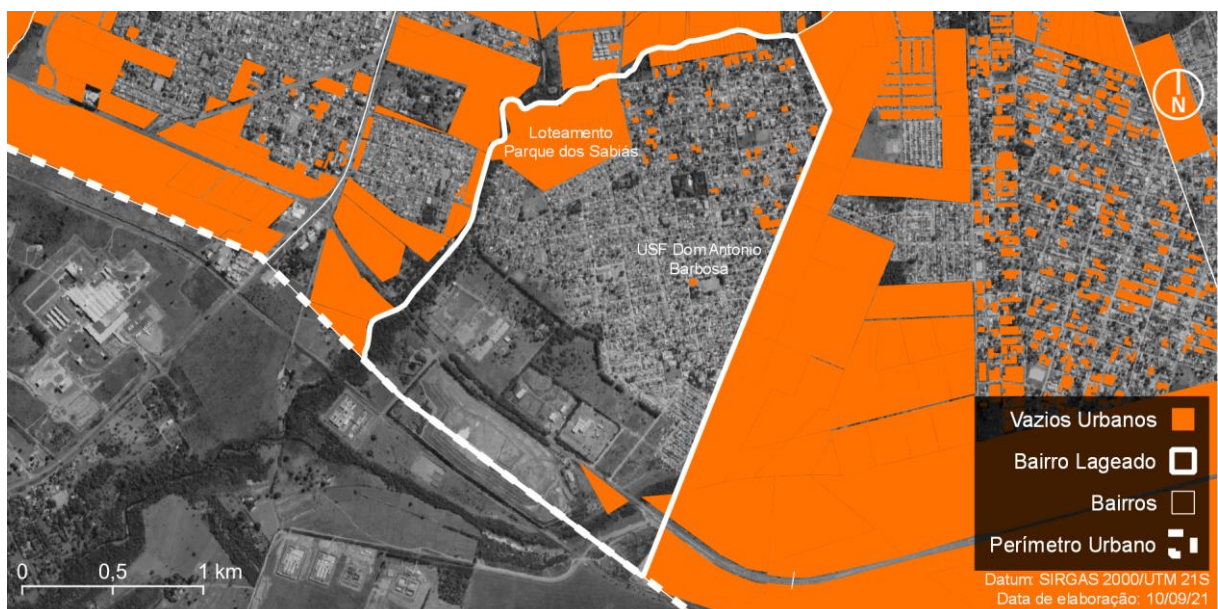 Loteamento
Parque dos Sabiás
N
USF Dom Antonio
Barbosa
Vazios Urbanos
Bairro Lageado
Bairros
Perímetro Urbano
0 0,5 1 km
Datum: SIRGAS 2000/UTM 21S
Data de elaboração: 10/09/21